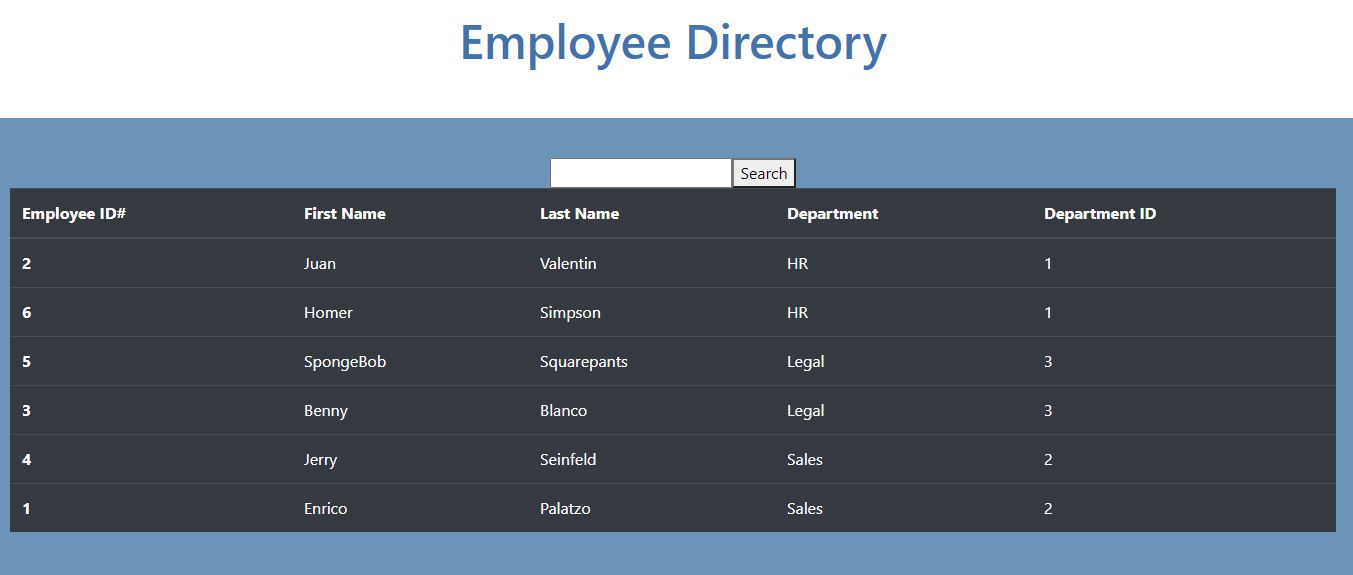 Employee Directory
Search
Employee ID# First Name Last Name Department Department ID
2 Juan Valentin HR 1
6 Homer Simpson HR 1
5 SpongeBob Squarepants Legal 3
3 Benny Blanco Legal 3
4 Jerry Seinfeld Sales 2
1 Enrico Palatzo Sales 2